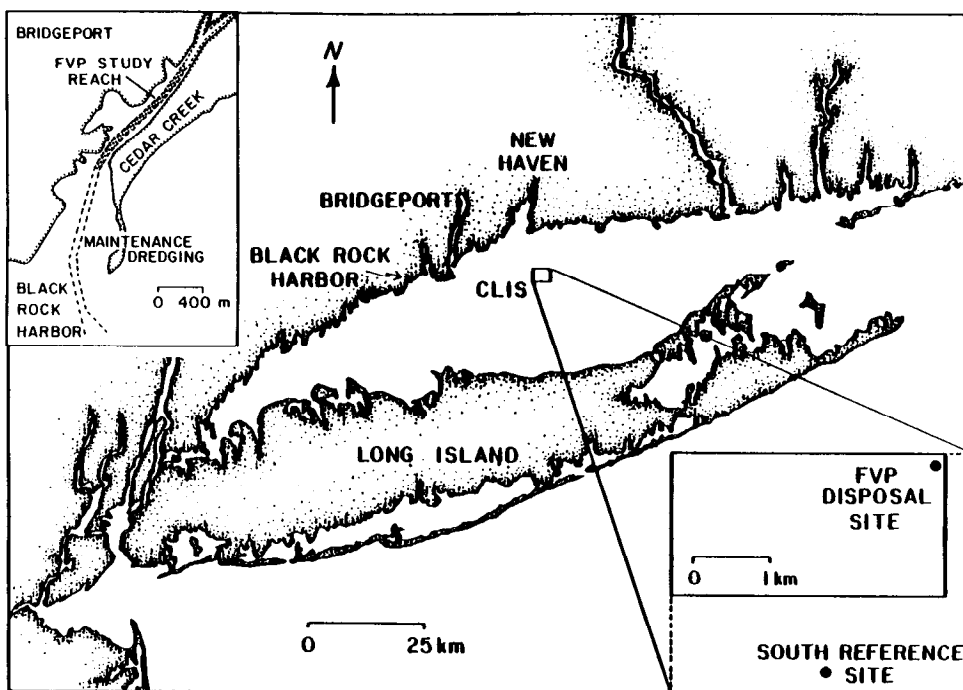 BRIDGEPORT
FVP STUDY
REACH
CEDAR CREEK
MAINTENANCE
DREDGING
BLACK
ROCK
HARBOR
0 400 m
N
NEW
HAVEN
BRIDGEPORT
BLACK ROCK
HARBOR
CLIS
LONG ISLAND
0 25 km
FVP
DISPOSAL
SITE
0 1 km
SOUTH REFERENCE
SITE